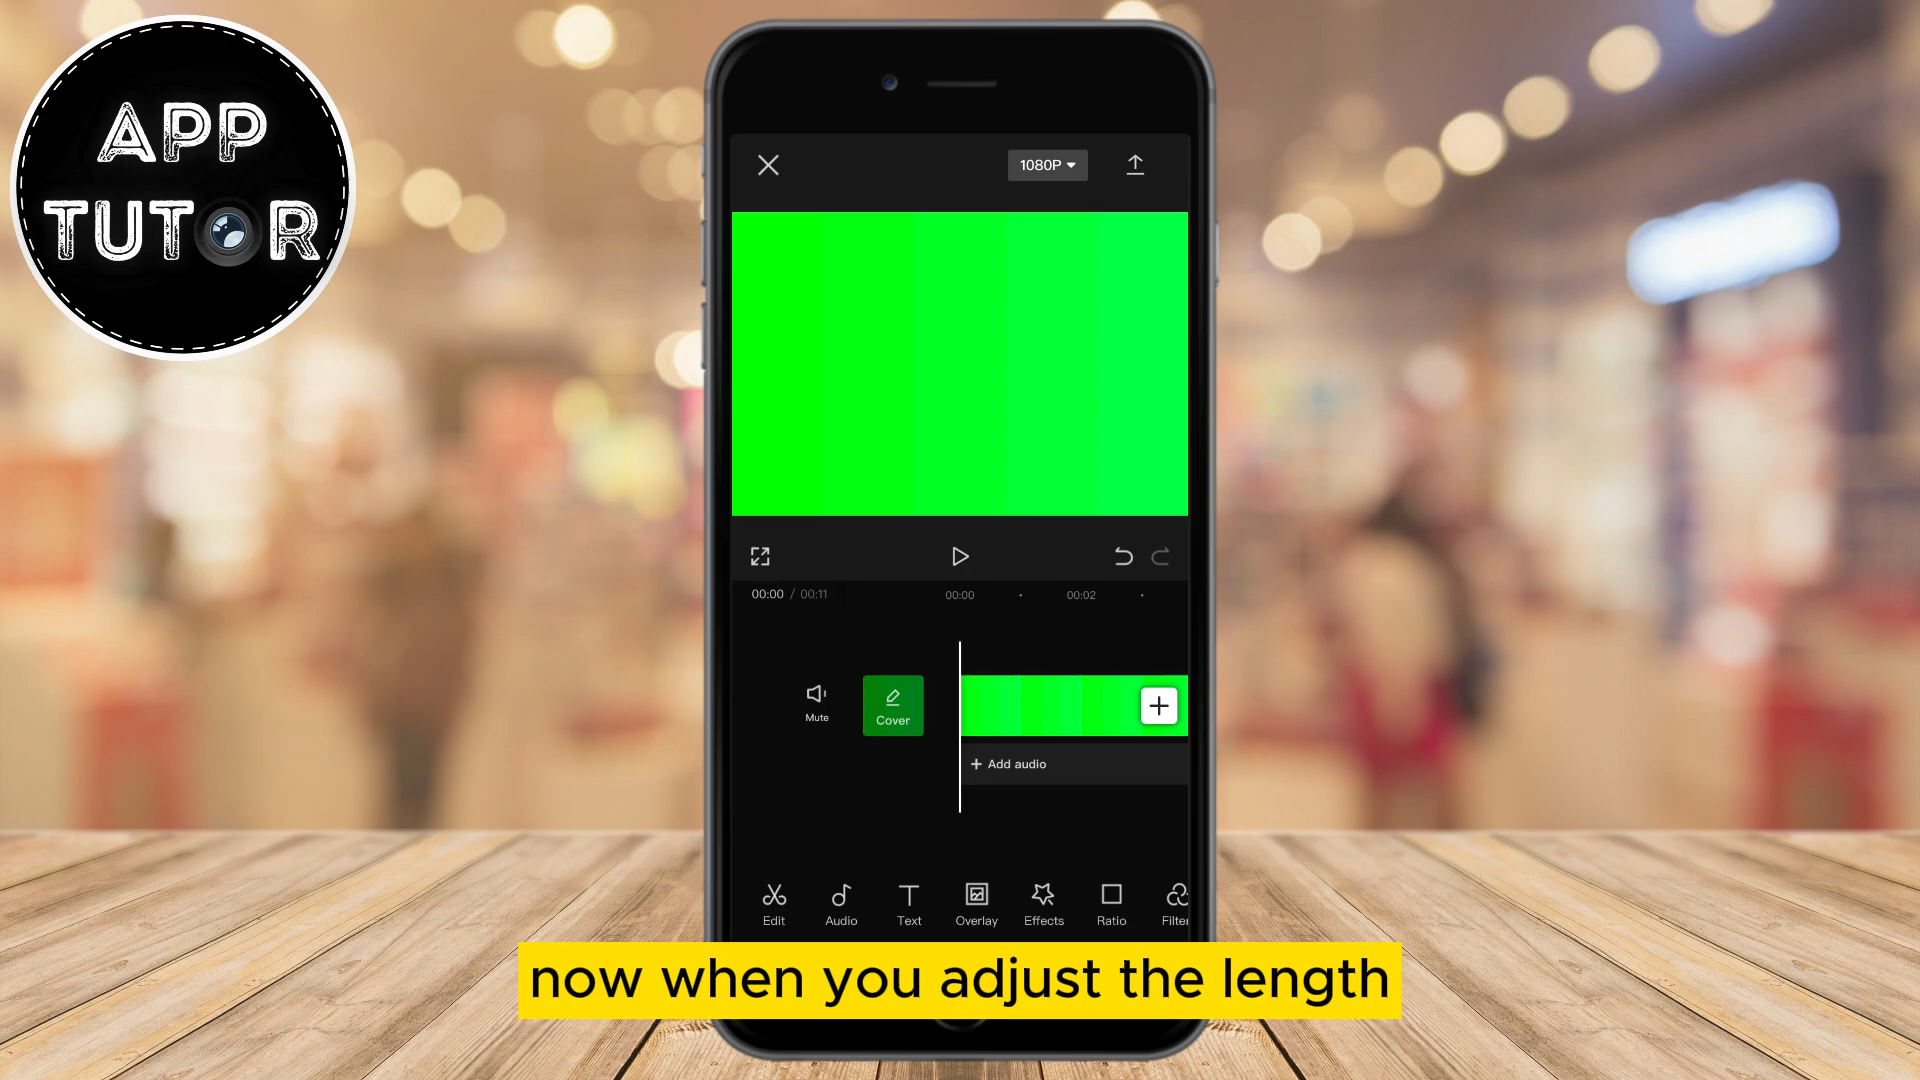 APP
TUTOR
1080P
00:00 / 00:11
00:00
00:02
Mute
Cover
+ Add audio
Edit
Audio
Text
Overlay
Effects
Ratio
Filter
now when you adjust the length